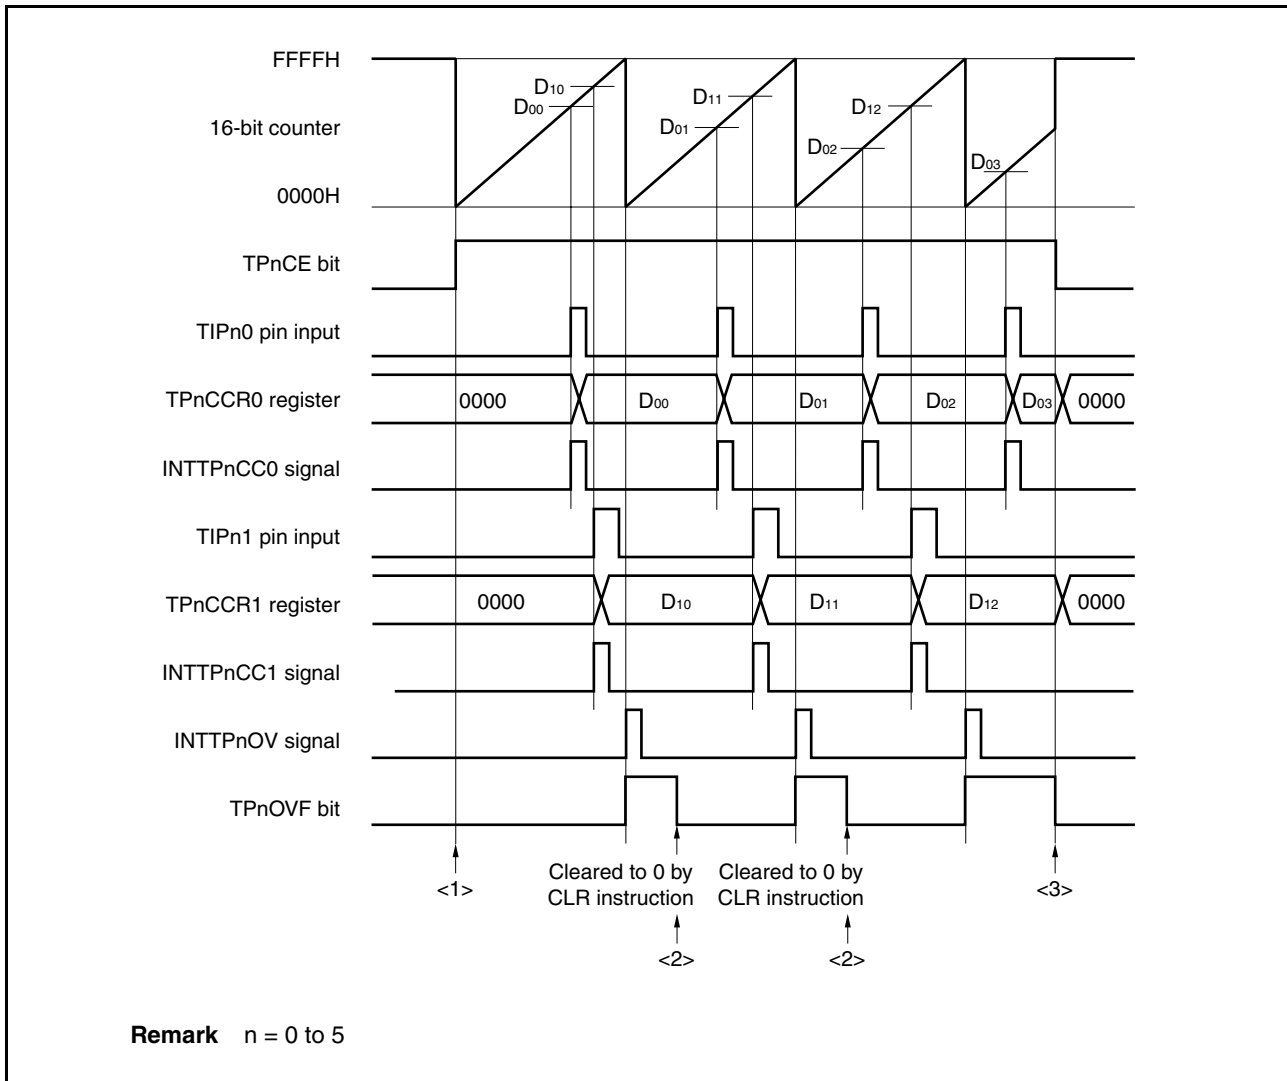 FFFFH
D10
D00
D11
D12
16-bit counter
D01
D02
D03
0000H
TPnCE bit
TIPn0 pin input
TPnCCR0 register
0000 D00 D01 D02 D03 0000
INTTPnCC0 signal
TIPn1 pin input
TPnCCR1 register
0000 D10 D11 D12 0000
INTTPnCC1 signal
INTTPnOV signal
TPnOVF bit
<1>
Cleared to 0 by
CLR instruction
<2>
Cleared to 0 by
CLR instruction
<2>
<3>
Remark n = 0 to 5